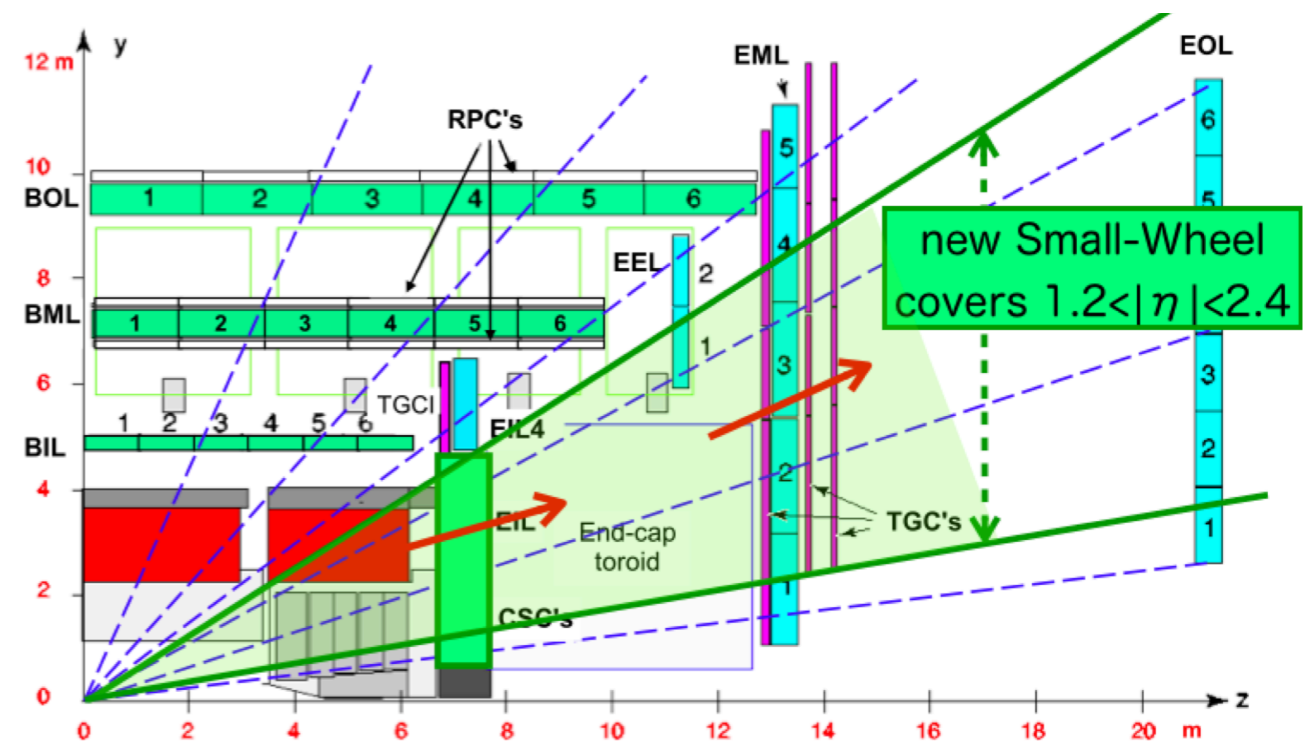 y
12 m
EML
EOL
RPC's
5
6
10
BOL
1 2 3 4 5 6
5
4
new Small-Wheel
covers 1.2<|η|<2.4
8
EEL
2
BML
1 2 3 4 5 6
1
3
3
6
TGCI
1 2 3 4 5 6
EIL4
BIL
2
2
4
EIL
End-cap
toroid
TGC's
1
2
CSC's
1
0
z
0 2 4 6 8 10 12 14 16 18 20 m